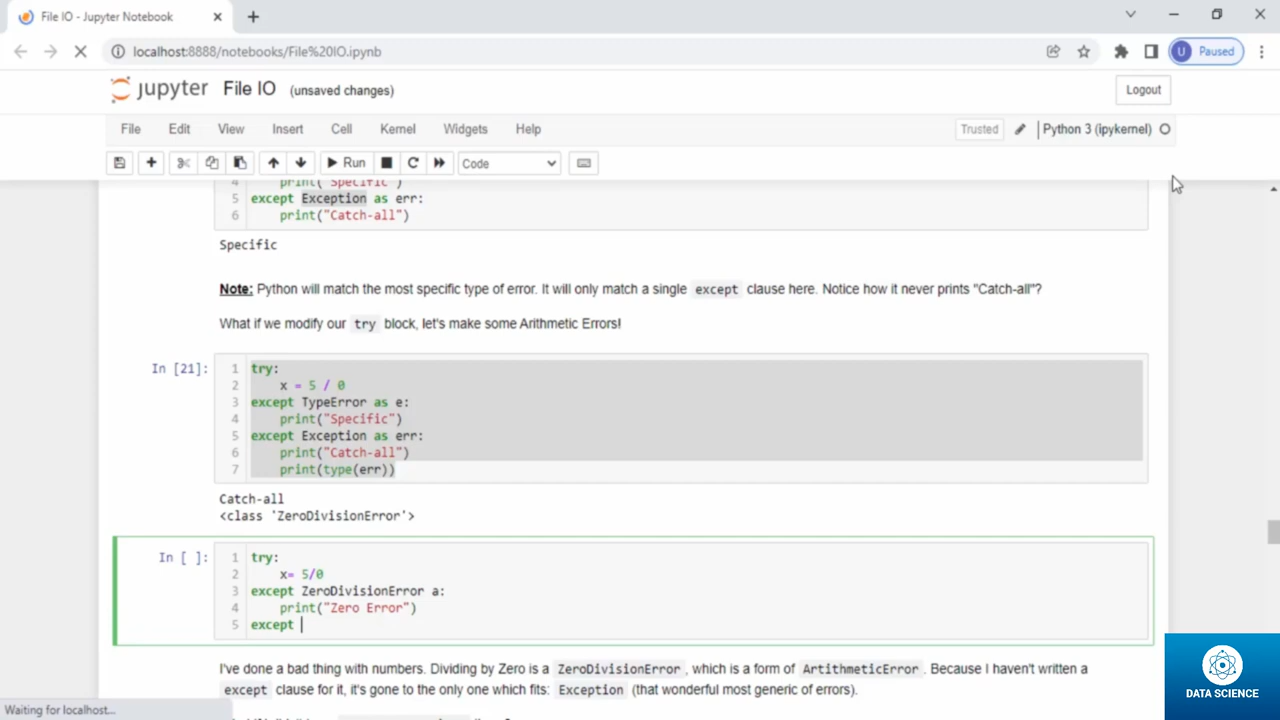 File IO - Jupyter Notebook
localhost:8888/notebooks/File%20IO.ipynb
U Paused
jupyter File IO (unsaved changes)
Logout
File Edit View Insert Cell Kernel Widgets Help
Trusted Python 3 (ipykernel)
Run Code
4 print("Specific")
5 except Exception as err:
6 print("Catch-all")
Specific
Note: Python will match the most specific type of error. It will only match a single except clause here. Notice how it never prints "Catch-all"?
What if we modify our try block, let's make some Arithmetic Errors!
In [21]:
1 try:
2 x = 5 / 0
3 except TypeError as e:
4 print("Specific")
5 except Exception as err:
6 print("Catch-all")
7 print(type(err))
Catch-all
<class 'ZeroDivisionError'>
In [ ]:
1 try:
2 x= 5/0
3 except ZeroDivisionError a:
4 print("Zero Error")
5 except
I've done a bad thing with numbers. Dividing by Zero is a ZeroDivisionError, which is a form of ArtithmeticError. Because I haven't written a
except clause for it, it's gone to the only one which fits: Exception (that wonderful most generic of errors).
Waiting for localhost...
DATA SCIENCE